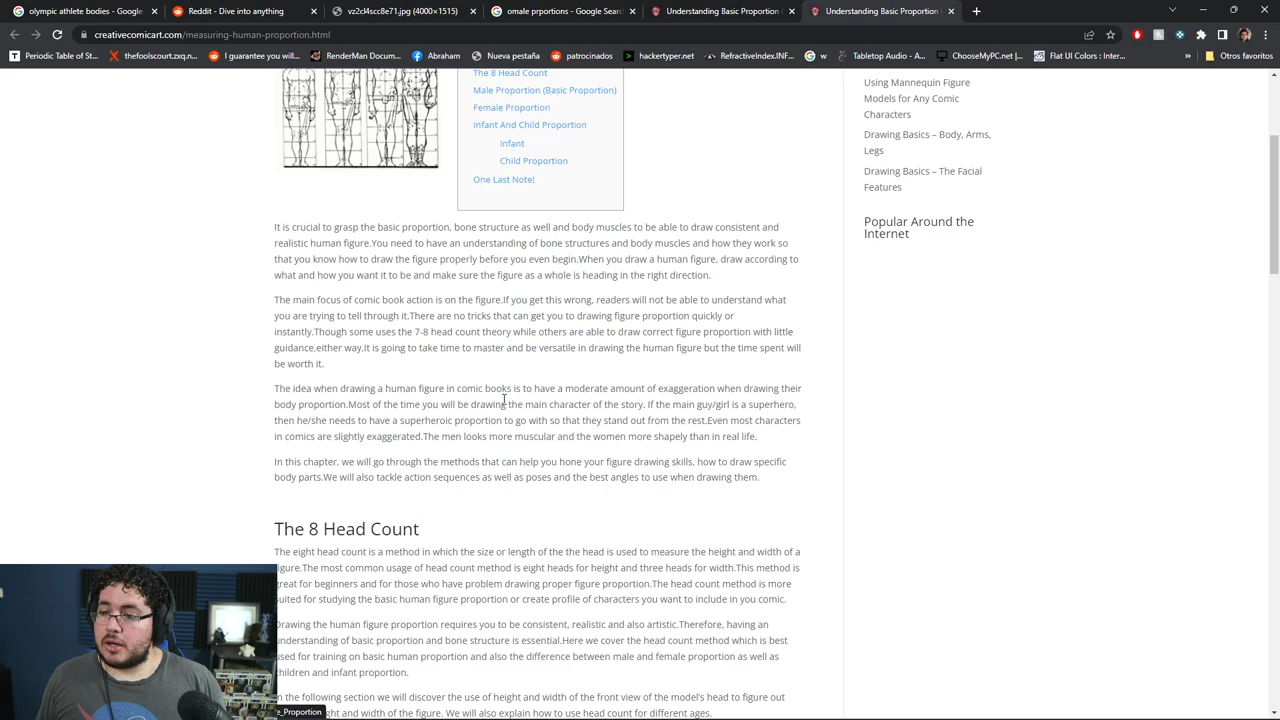 Inbox
Reddit for 3D
v2c4scc8e71.jpg (4000×1515)
omale proportions - Google Sear
Understanding Basic Proportion
Understanding Basic Proportion
creativecomicart.com/measuring-human-proportion.html
Periodic Table of St...
thefoolscourt.zxq.n...
I guarantee you will...
RenderMan Docum...
Abraham
Nueva pestaña
patrocinados
hackertyper.net
RefractiveIndex.INF...
w
Tabletop Audio - A...
ChooseMyPC.net |...
Flat UI Colors : Inter...
»
Otros favoritos
The 8 Head Count
Male Proportion (Basic Proportion)
Female Proportion
Infant And Child Proportion
Infant
Child Proportion
One Last Note!
Using Mannequin Figure
Models for Any Comic
Characters
Drawing Basics – Body, Arms,
Legs
Drawing Basics – The Facial
Features
Popular Around the
Internet
It is crucial to grasp the basic proportion, bone structure as well and body muscles to be able to draw consistent and
realistic human figure.You need to have an understanding of bone structures and body muscles and how they work so
that you know how to draw the figure properly before you even begin.When you draw a human figure, draw according to
what and how you want it to be and make sure the figure as a whole is heading in the right direction.
The main focus of comic book action is on the figure.If you get this wrong, readers will not be able to understand what
you are trying to tell through it.There are no tricks that can get you to drawing figure proportion quickly or
instantly.Though some uses the 7-8 head count theory while others are able to draw correct figure proportion with little
guidance.either way.It is going to take time to master and be versatile in drawing the human figure but the time spent will
be worth it.
The idea when drawing a human figure in comic books is to have a moderate amount of exaggeration when drawing their
body proportion.Most of the time you will be drawing the main character of the story. If the main guy/girl is a superhero,
then he/she needs to have a superheroic proportion to go with so that they stand out from the rest.Even most characters
in comics are slightly exaggerated.The men looks more muscular and the women more shapely than in real life.
In this chapter, we will go through the methods that can help you hone your figure drawing skills, how to draw specific
body parts.We will also tackle action sequences as well as poses and the best angles to use when drawing them.
The 8 Head Count
The eight head count is a method in which the size or length of the the head is used to measure the height and width of a
figure.The most common usage of head count method is eight heads for height and three heads for width.This method is
great for beginners and for those who have problem drawing proper figure proportion.The head count method is more
suited for studying the basic human figure proportion or create profile of characters you want to include in you comic.
Drawing the human figure proportion requires you to be consistent, realistic and also artistic.Therefore, having an
understanding of basic proportion and bone structure is essential.Here we cover the head count method which is best
used for training on basic human proportion and also the difference between male and female proportion as well as
children and infant proportion.
In the following section we will discover the use of height and width of the front view of the model's head to figure out
ght and width of the figure. We will also explain how to use head count for different ages.
e_Proportion